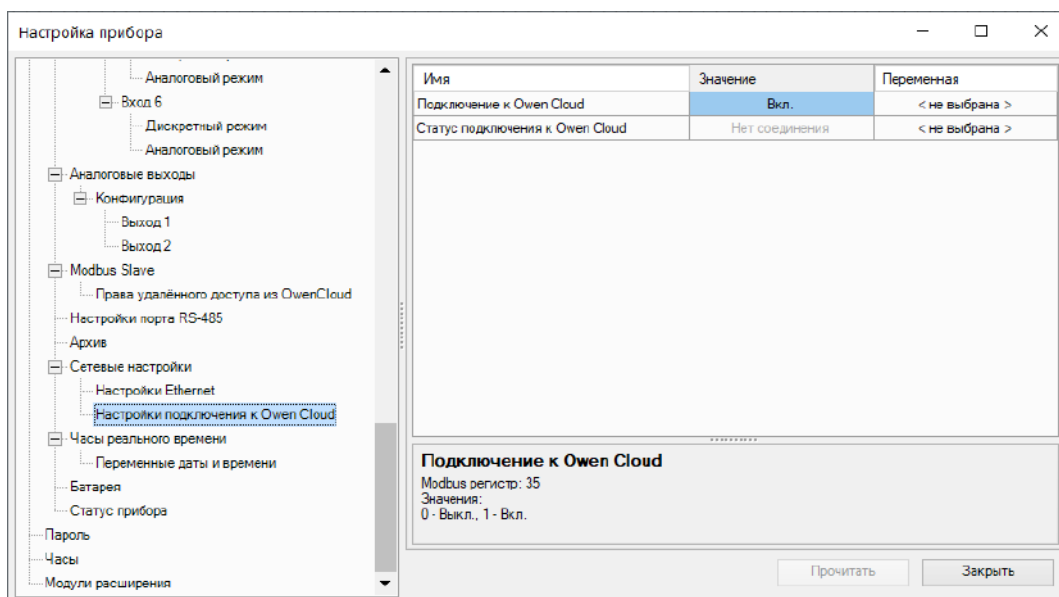 Настройка прибора
Аналоговый режим
Вход 6
Дискретный режим
Аналоговый режим
Аналоговые выходы
Конфигурация
Выход 1
Выход 2
Modbus Slave
Права удалённого доступа из OwenCloud
Настройки порта RS-485
Архив
Сетевые настройки
Настройки Ethernet
Настройки подключения к Owen Cloud
Часы реального времени
Переменные даты и времени
Батарея
Статус прибора
Пароль
Часы
Модули расширения
Имя Значение Переменная
Подключение к Owen Cloud Вкл. < не выбрана >
Статус подключения к Owen Cloud Нет соединения < не выбрана >
Подключение к Owen Cloud
Modbus регистр: 35
Значения:
0 - Выкл., 1 - Вкл.
Прочитать Закрыть